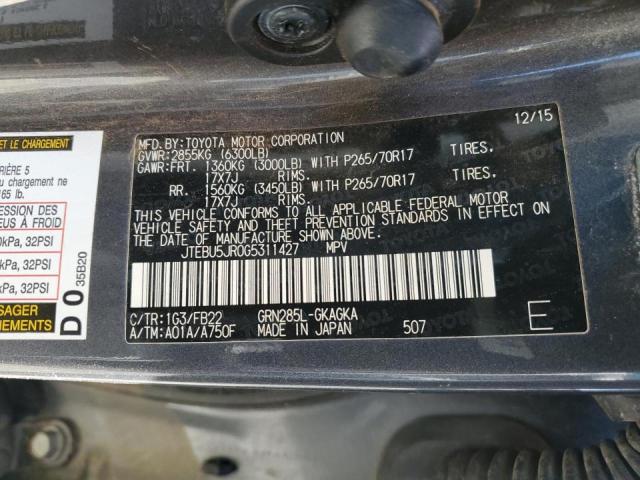 12/15
MFD. BY: TOYOTA MOTOR CORPORATION
GVWR: 2855KG (6300LB)
GAWR: FRT. 1360KG (3000LB) WITH P265/70R17 TIRES.
17X7J RIMS.
RR. 1560KG (3450LB) WITH P265/70R17 TIRES.
17X7J RIMS.
THIS VEHICLE CONFORMS TO ALL APPLICABLE FEDERAL MOTOR
VEHICLE SAFETY AND THEFT PREVENTION STANDARDS IN EFFECT ON
THE DATE OF MANUFACTURE SHOWN ABOVE.
JTEBU5JR0G5311427 MPV
C/TR: 1G3/FB22 GRN285L-GKAGKA
A/TM: A01A/A750F MADE IN JAPAN 507 E
ET LE CHARGEMENT
RIÈRE 5
u chargement ne
165 lb.
ESSION DES
EUS À FROID
0kPa, 32PSI
kPa, 32PSI
kPa, 32PSI
SAGER
NEMENTS
D 0
35B20